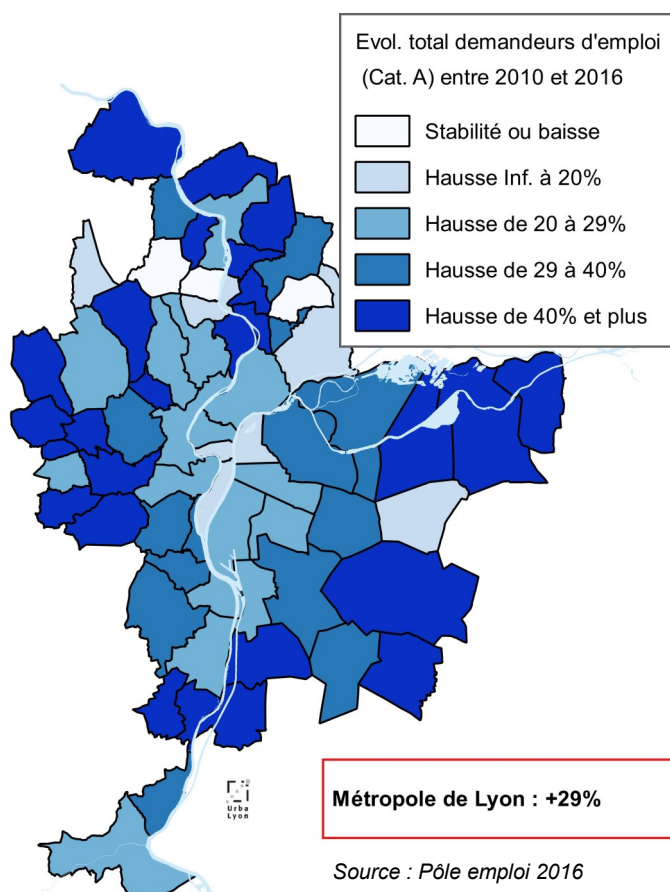 Evol. total demandeurs d'emploi
(Cat. A) entre 2010 et 2016
Stabilité ou baisse
Hausse Inf. à 20%
Hausse de 20 à 29%
Hausse de 29 à 40%
Hausse de 40% et plus
Urba
Lyon
Métropole de Lyon : +29%
Source : Pôle emploi 2016